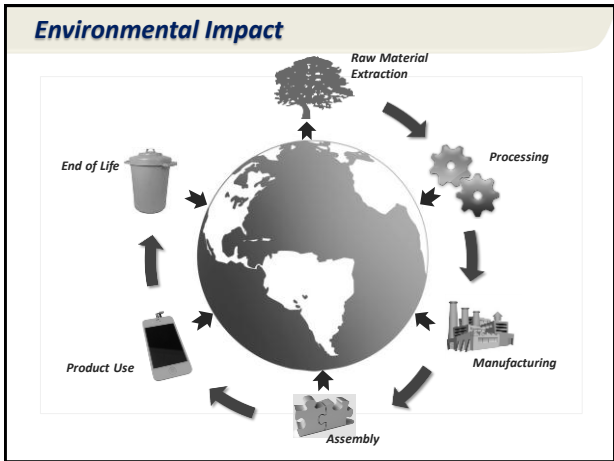 Environmental Impact
Raw Material
Extraction
Processing
Manufacturing
Assembly
Product Use
End of Life